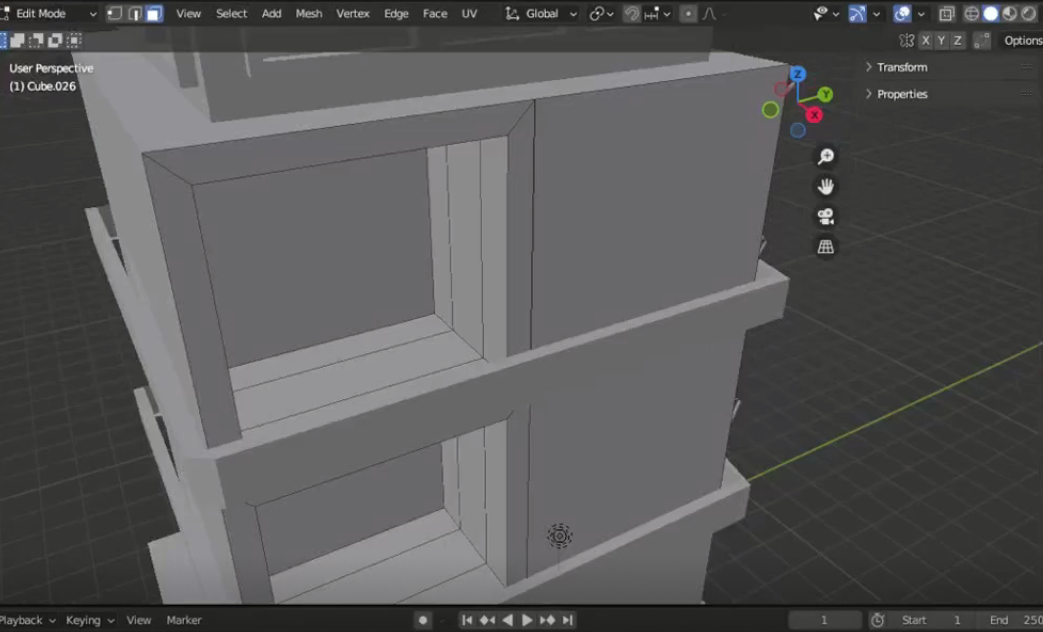 Edit Mode View Select Add Mesh Vertex Edge Face UV Global
X Y Z Options
User Perspective
(1) Cube.026
Transform
Properties
Z
Y
X
Playback Keying View Marker 1 Start 1 End 250